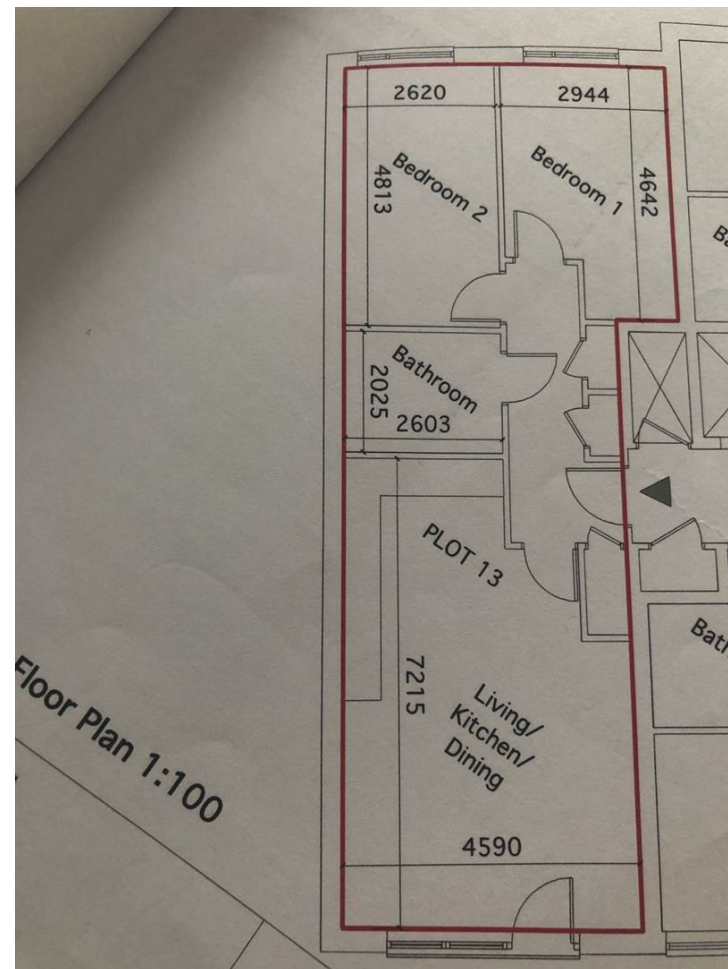 2620
2944
4813
Bedroom 2
Bedroom 1
4642
Bathroom
2025
2603
PLOT 13
7215
Living/
Kitchen/
Dining
Floor Plan 1:100
4590